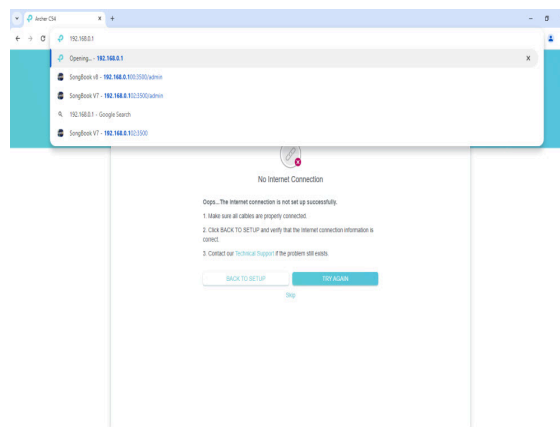 Archer C54
192.168.0.1
Opening... - 192.168.0.1
SongBook v8 - 192.168.0.100:3500/admin
SongBook V7 - 192.168.0.102:3500/admin
192.168.0.1 - Google Search
SongBook V7 - 192.168.0.102:3500
No Internet Connection
Oops...The Internet connection is not set up successfully.
1. Make sure all calbles are properly connected.
2. Click BACK TO SETUP and verify that the Internet connection information is
correct.
3. Contact our Technical Support if the problem still exists.
BACK TO SETUP
TRY AGAIN
Skip